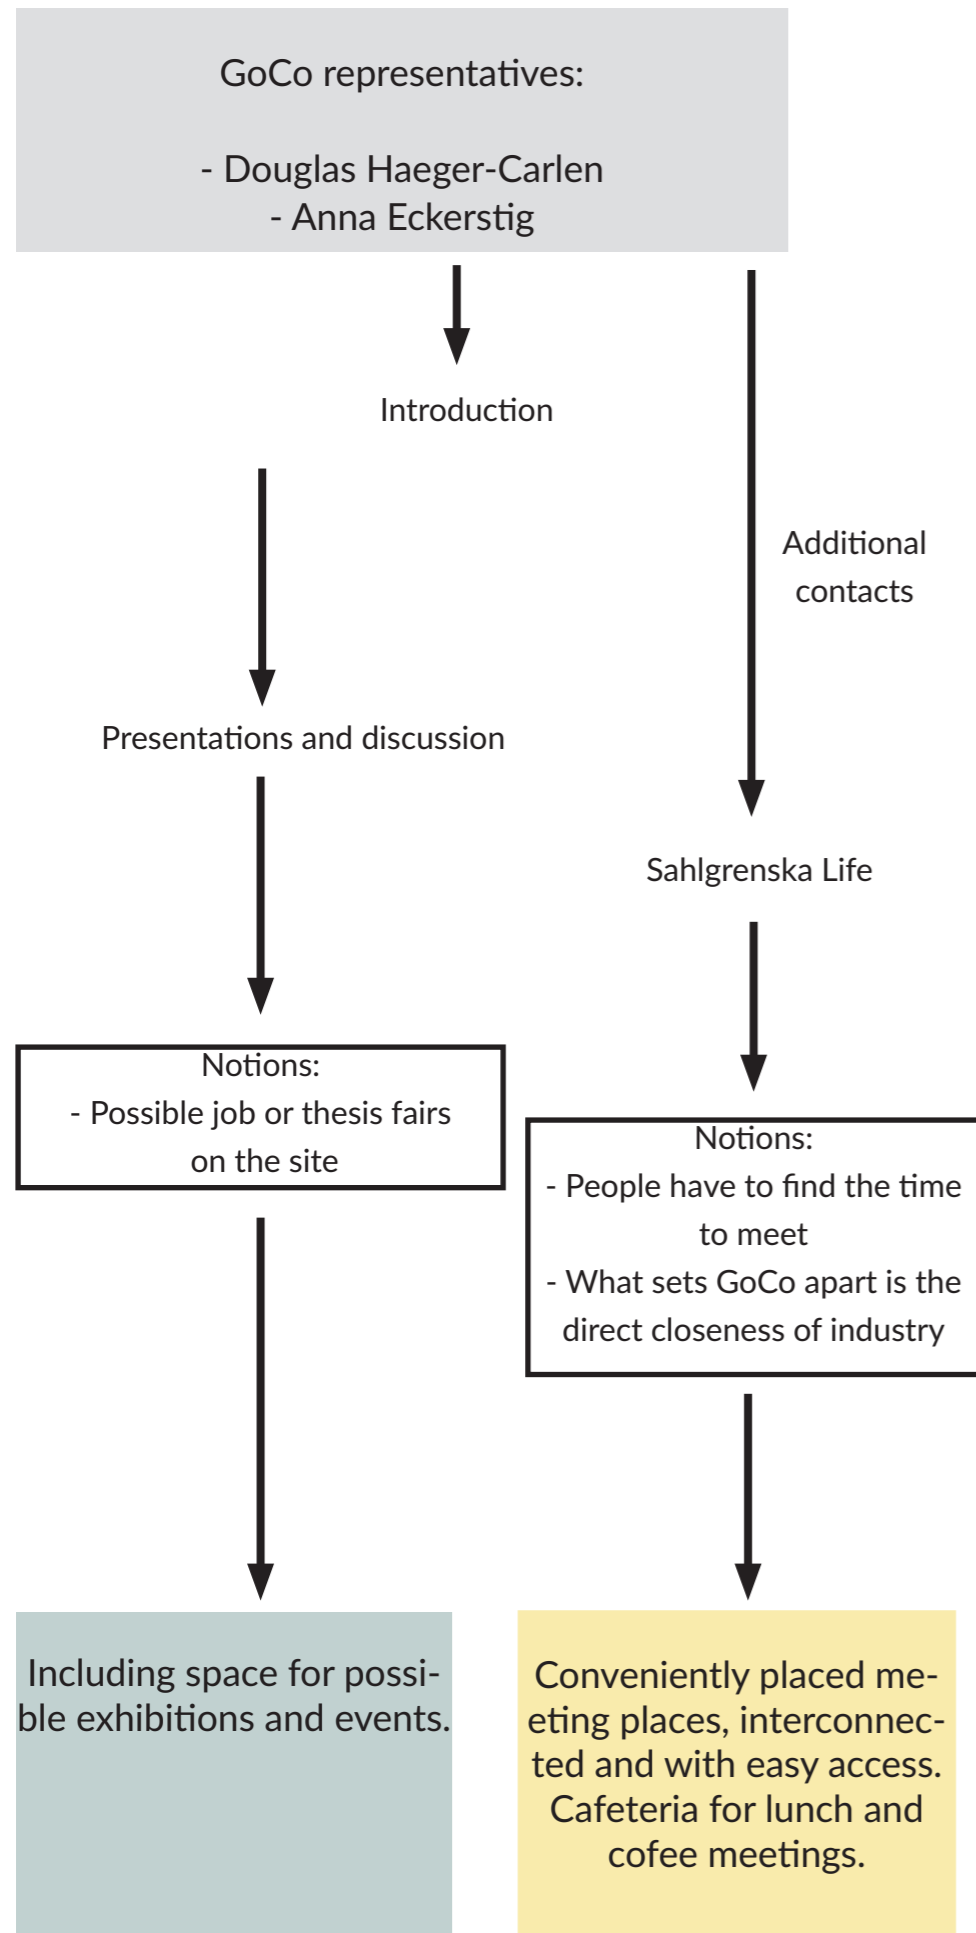 GoCo representatives:
- Douglas Haeger-Carlen
- Anna Eckerstig
Introduction
Additional
contacts
Presentations and discussion
Sahlgrenska Life
Notions:
- Possible job or thesis fairs
on the site
Notions:
- People have to find the time
to meet
- What sets GoCo apart is the
direct closeness of industry
Including space for possi-
ble exhibitions and events.
Conveniently placed me-
eting places, interconnec-
ted and with easy access.
Cafeteria for lunch and
cofee meetings.